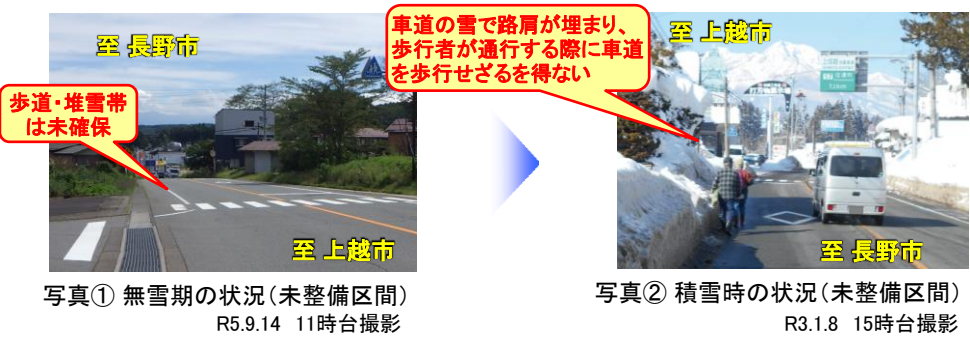 至 長野市
歩道・堆雪帯
は未確保
至 上越市
写真① 無雪期の状況（未整備区間）
R5.9.14 11時台撮影
車道の雪で路肩が埋まり、
歩行者が通行する際に車道
を歩行せざるを得ない
至 上越市
至 長野市
写真② 積雪時の状況（未整備区間）
R3.1.8 15時台撮影